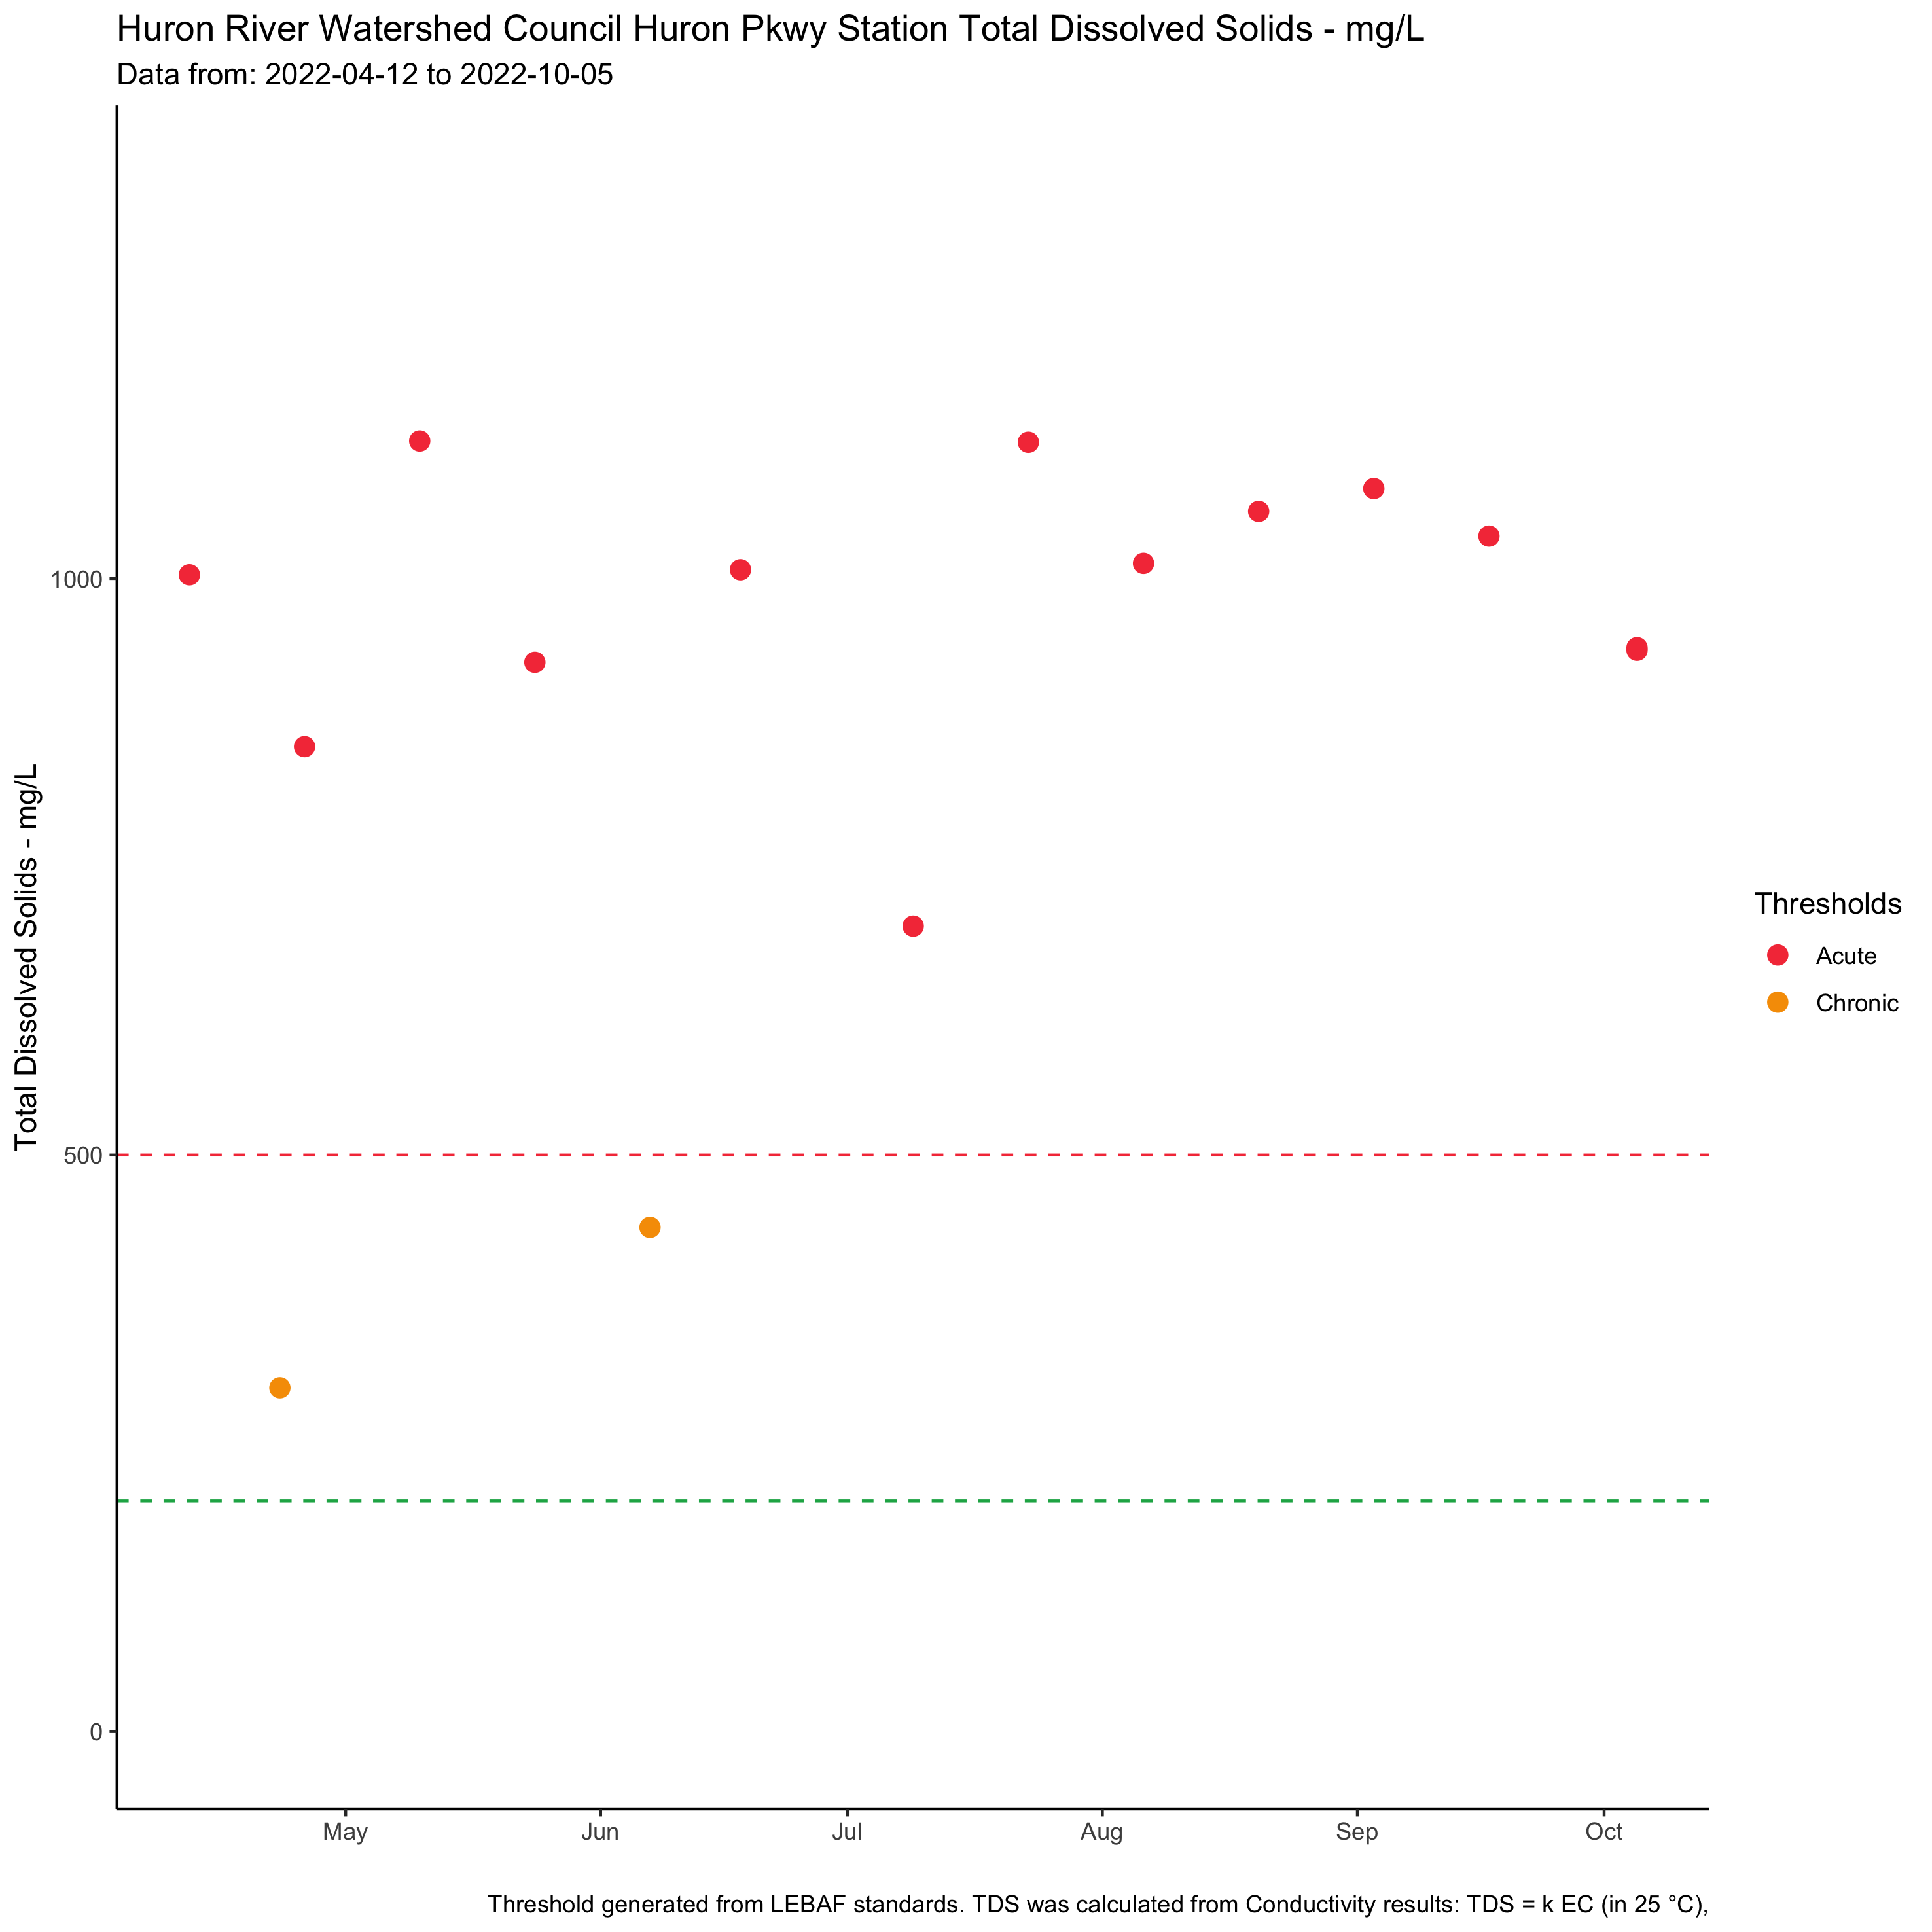 Huron River Watershed Council Huron Pkwy Station Total Dissolved Solids - mg/L
Data from: 2022-04-12 to 2022-10-05
Total Dissolved Solids - mg/L
1000
500
0
May
Jun
Jul
Aug
Sep
Oct
Thresholds
Acute
Chronic
Threshold generated from LEBAF standards. TDS was calculated from Conductivity results: TDS = k EC (in 25 °C),